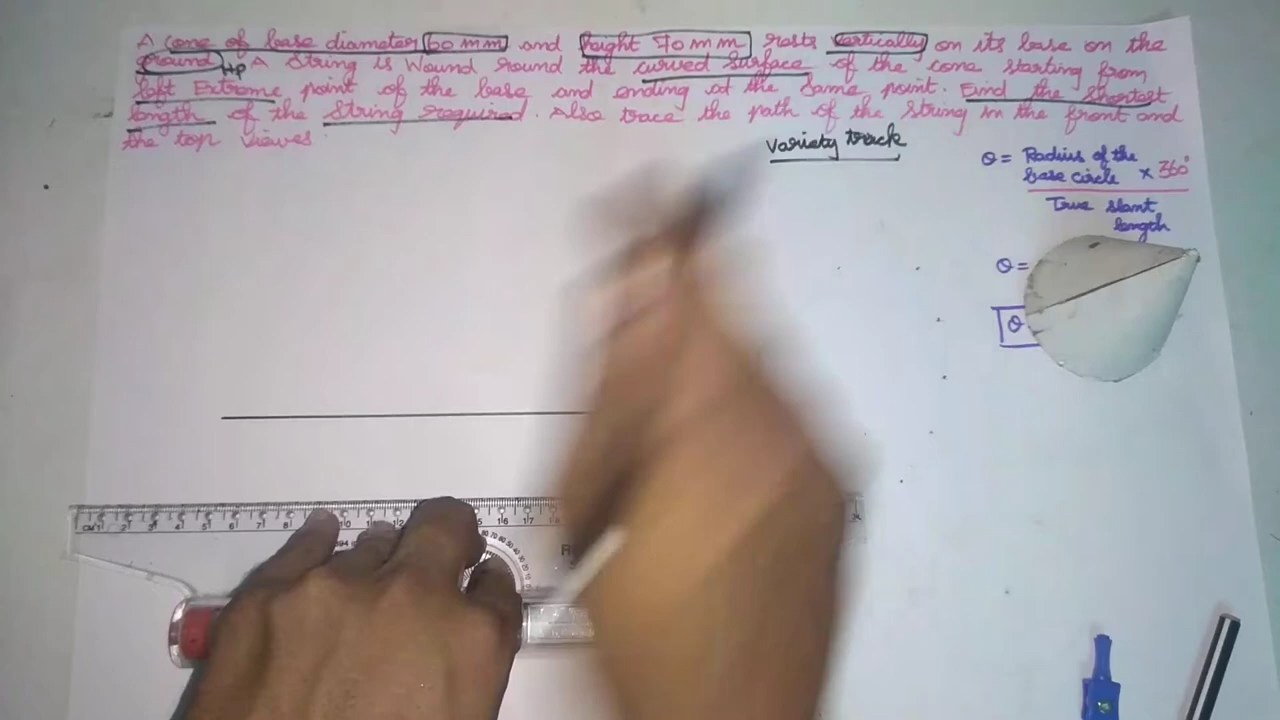 A cone of base diameter 60 mm and height 70 mm rests vertically on its base on the
ground HP A string is wound round the curved surface of the cone starting from
left Extreme point of the base and ending at the same point. Find the shortest
length of the string required. Also trace the path of the string in the front and
the top views
Variety track
θ = Radius of the base circle × 360°
True slant length
θ =
θ